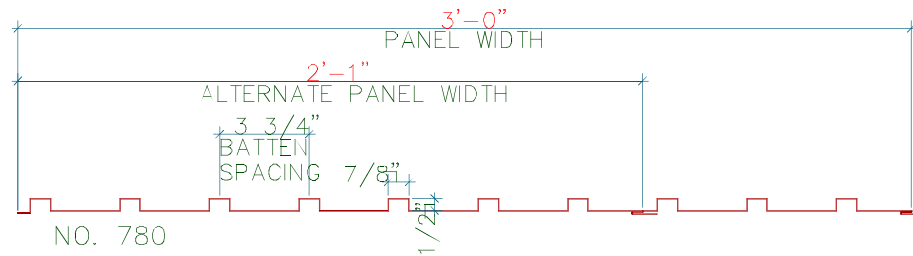 3'-0"
PANEL WIDTH
2'-1"
ALTERNATE PANEL WIDTH
3 3/4"
BATTEN
SPACING 7/8"
1/2"
NO. 780